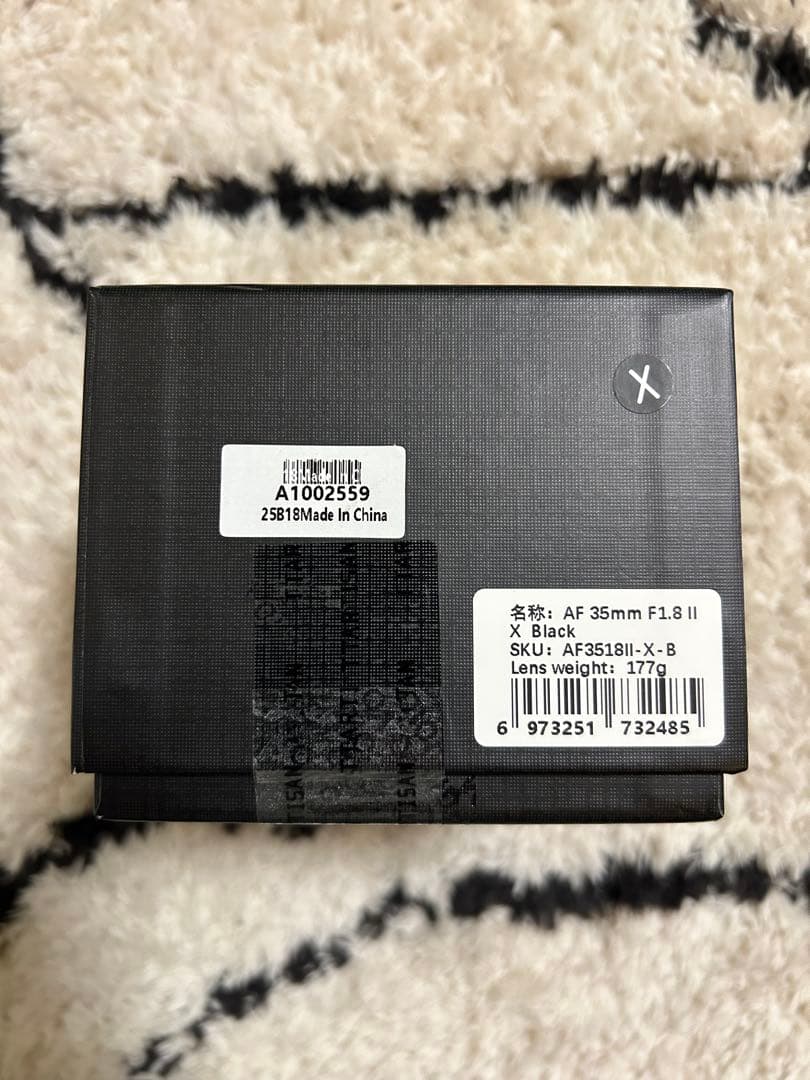 X
A1002559
25B18Made In China
TTARTISAN
名称：AF 35mm F1.8 II
X Black
SKU：AF3518II-X-B
Lens weight：177g
6 973251 732485